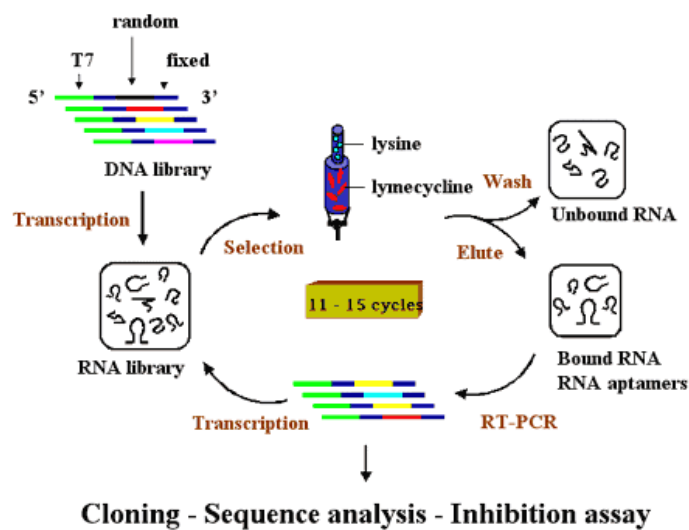 random
T7
fixed
5’
3’
DNA library
Transcription
lysine
lymecycline
Selection
Wash
Unbound RNA
Elute
11 - 15 cycles
RNA library
Bound RNA
RNA aptamers
Transcription
RT-PCR
Cloning - Sequence analysis - Inhibition assay